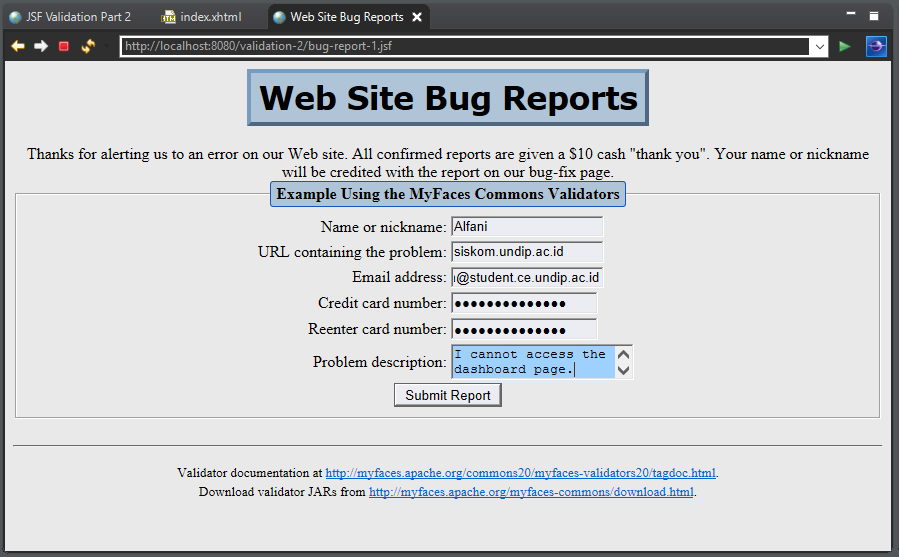 JSF Validation Part 2
index.xhtml
Web Site Bug Reports
http://localhost:8080/validation-2/bug-report-1.jsf
Web Site Bug Reports
Thanks for alerting us to an error on our Web site. All confirmed reports are given a $10 cash "thank you". Your name or nickname
will be credited with the report on our bug-fix page.
Example Using the MyFaces Commons Validators
Name or nickname: Alfani
URL containing the problem: siskom.undip.ac.id
Email address: @student.ce.undip.ac.id
Credit card number: ●●●●●●●●●●●●●●
Reenter card number: ●●●●●●●●●●●●●●
Problem description: I cannot access the
dashboard page.
Submit Report
Validator documentation at http://myfaces.apache.org/commons20/myfaces-validators20/tagdoc.html.
Download validator JARs from http://myfaces.apache.org/myfaces-commons/download.html.